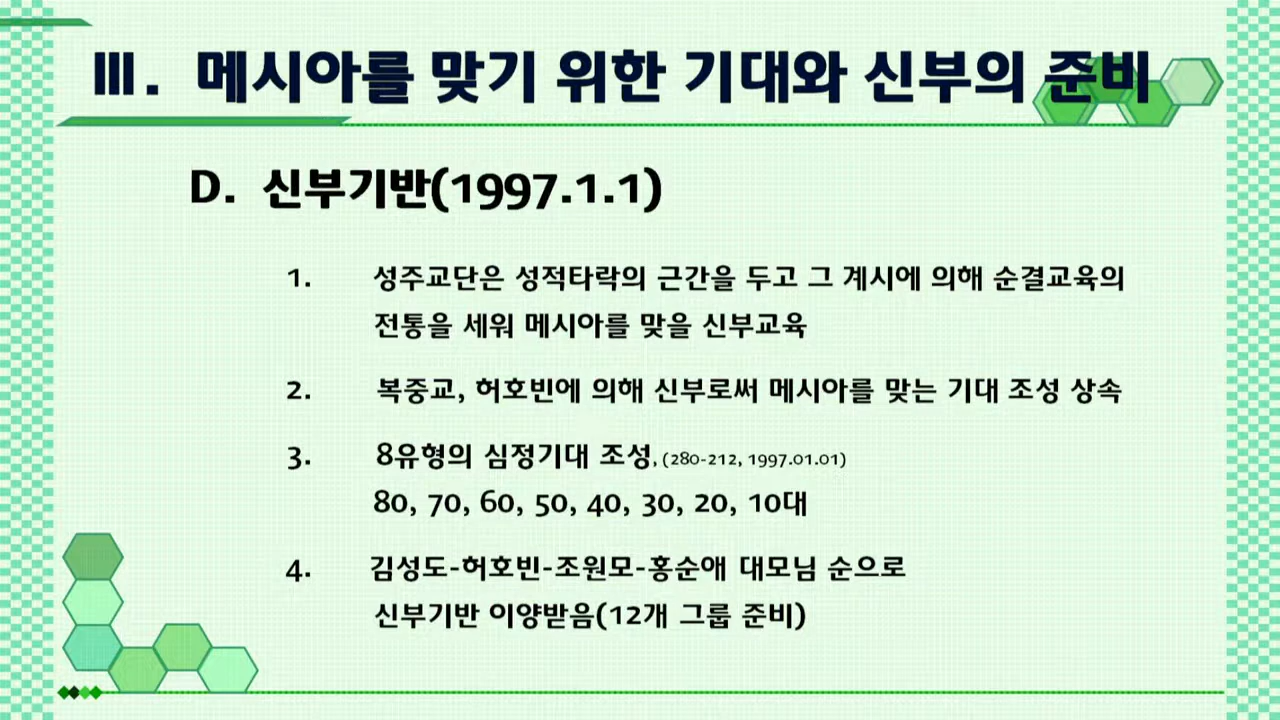 Ⅲ. 메시아를 맞기 위한 기대와 신부의 준비
D. 신부기반(1997.1.1)
1. 성주교단은 성적타락의 근간을 두고 그 계시에 의해 순결교육의
전통을 세워 메시아를 맞을 신부교육
2. 복중교, 허호빈에 의해 신부로써 메시아를 맞는 기대 조성 상속
3. 8유형의 심정기대 조성, (280-212, 1997.01.01)
80, 70, 60, 50, 40, 30, 20, 10대
4. 김성도-허호빈-조원모-홍순애 대모님 순으로
신부기반 이양받음(12개 그룹 준비)